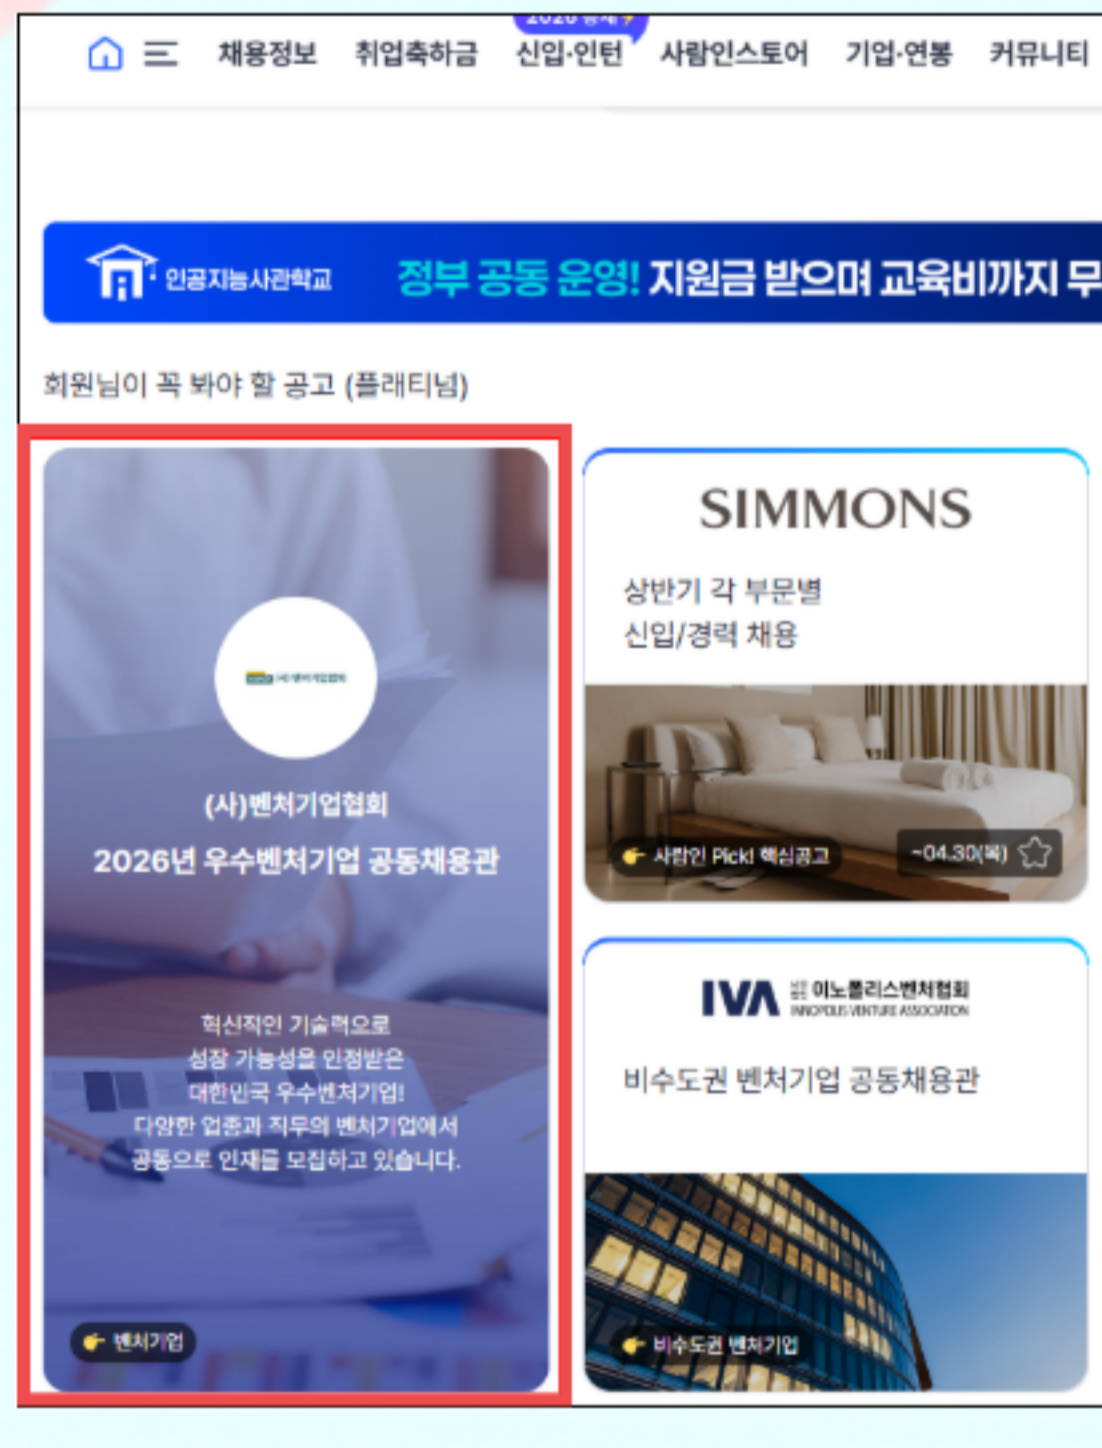 2026 공채
채용정보 취업축하금 신입·인턴 사람인스토어 기업·연봉 커뮤니티
인공지능사관학교 정부 공동 운영! 지원금 받으며 교육비까지 무
회원님이 꼭 봐야 할 공고 (플래티넘)
(사)벤처기업협회
(사)벤처기업협회
2026년 우수벤처기업 공동채용관
혁신적인 기술력으로
성장 가능성을 인정받은
대한민국 우수벤처기업!
다양한 업종과 직무의 벤처기업에서
공동으로 인재를 모집하고 있습니다.
벤처기업
SIMMONS
상반기 각 부문별
신입/경력 채용
사람인 Pick! 핵심공고 ~04.30(목)
IVA 이노폴리스벤처협회
INNOPOLIS VENTURE ASSOCIATION
비수도권 벤처기업 공동채용관
비수도권 벤처기업